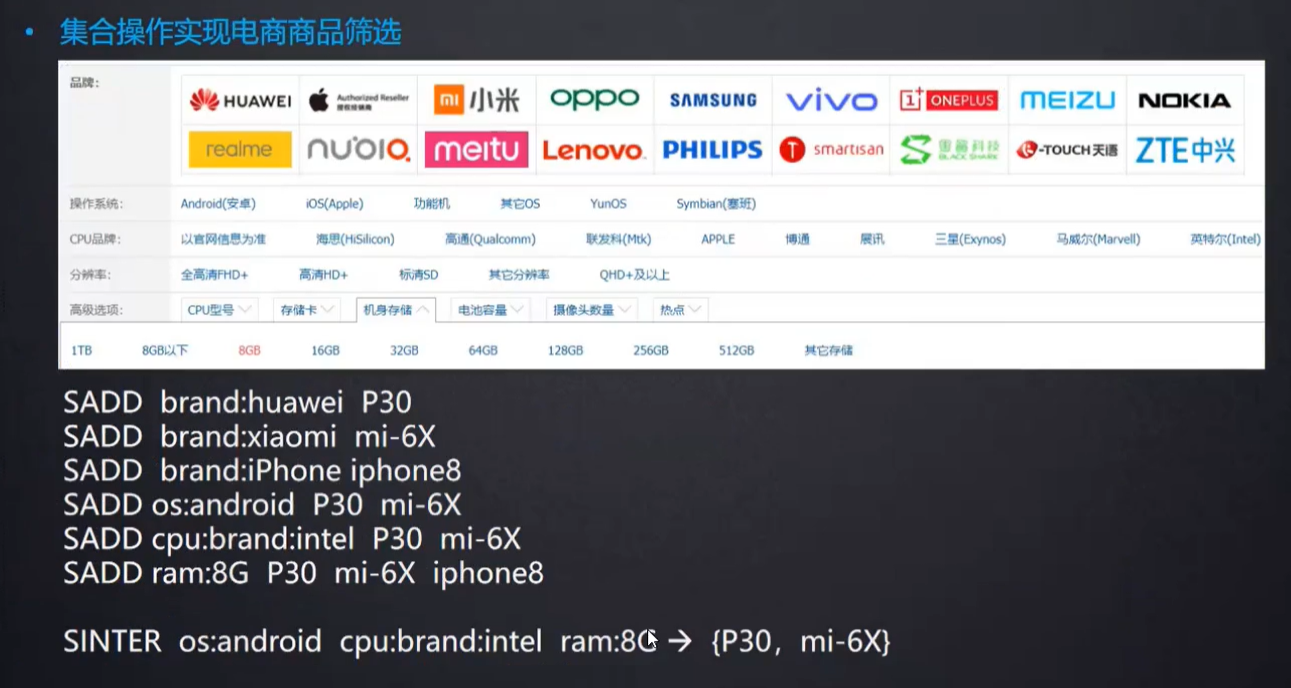 • 集合操作实现电商商品筛选
品牌:
HUAWEI Authorized Reseller 授权经销商 mi 小米 OPPO SAMSUNG vivo 1+ ONEPLUS MEIZU NOKIA
realme nubia meitu Lenovo PHILIPS T smartisan 黑鲨科技 BLACK SHARK K-TOUCH天语 ZTE中兴
操作系统: Android(安卓) iOS(Apple) 功能机 其它OS YunOS Symbian(塞班)
CPU品牌: 以官网信息为准 海思(HiSilicon) 高通(Qualcomm) 联发科(Mtk) APPLE 博通 展讯 三星(Exynos) 马威尔(Marvell) 英特尔(Intel)
分辨率: 全高清FHD+ 高清HD+ 标清SD 其它分辨率 QHD+及以上
高级选项: CPU型号 存储卡 机身存储 电池容量 摄像头数量 热点
1TB 8GB以下 8GB 16GB 32GB 64GB 128GB 256GB 512GB 其它存储
SADD brand:huawei P30
SADD brand:xiaomi mi-6X
SADD brand:iPhone iphone8
SADD os:android P30 mi-6X
SADD cpu:brand:intel P30 mi-6X
SADD ram:8G P30 mi-6X iphone8
SINTER os:android cpu:brand:intel ram:8G → {P30, mi-6X}